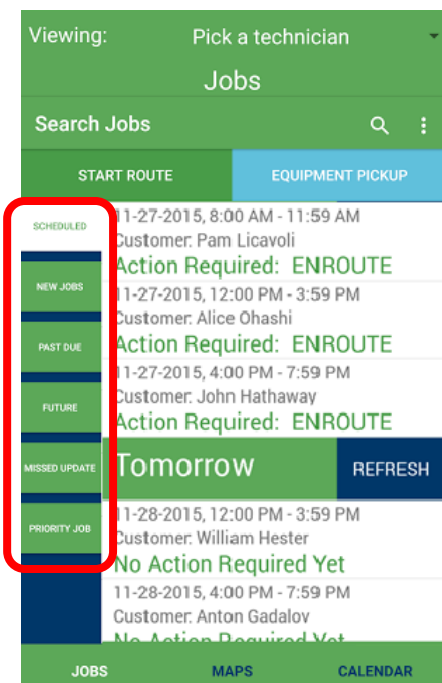 Viewing: Pick a technician
Jobs
Search Jobs
START ROUTE EQUIPMENT PICKUP
SCHEDULED
NEW JOBS
PAST DUE
FUTURE
MISSED UPDATE
PRIORITY JOB
11-27-2015, 8:00 AM - 11:59 AM
Customer: Pam Licavoli
Action Required: ENROUTE
11-27-2015, 12:00 PM - 3:59 PM
Customer: Alice Ohashi
Action Required: ENROUTE
11-27-2015, 4:00 PM - 7:59 PM
Customer: John Hathaway
Action Required: ENROUTE
Tomorrow REFRESH
11-28-2015, 12:00 PM - 3:59 PM
Customer: William Hester
No Action Required Yet
11-28-2015, 4:00 PM - 7:59 PM
Customer: Anton Gadalov
No Action Required Yet
JOBS MAPS CALENDAR